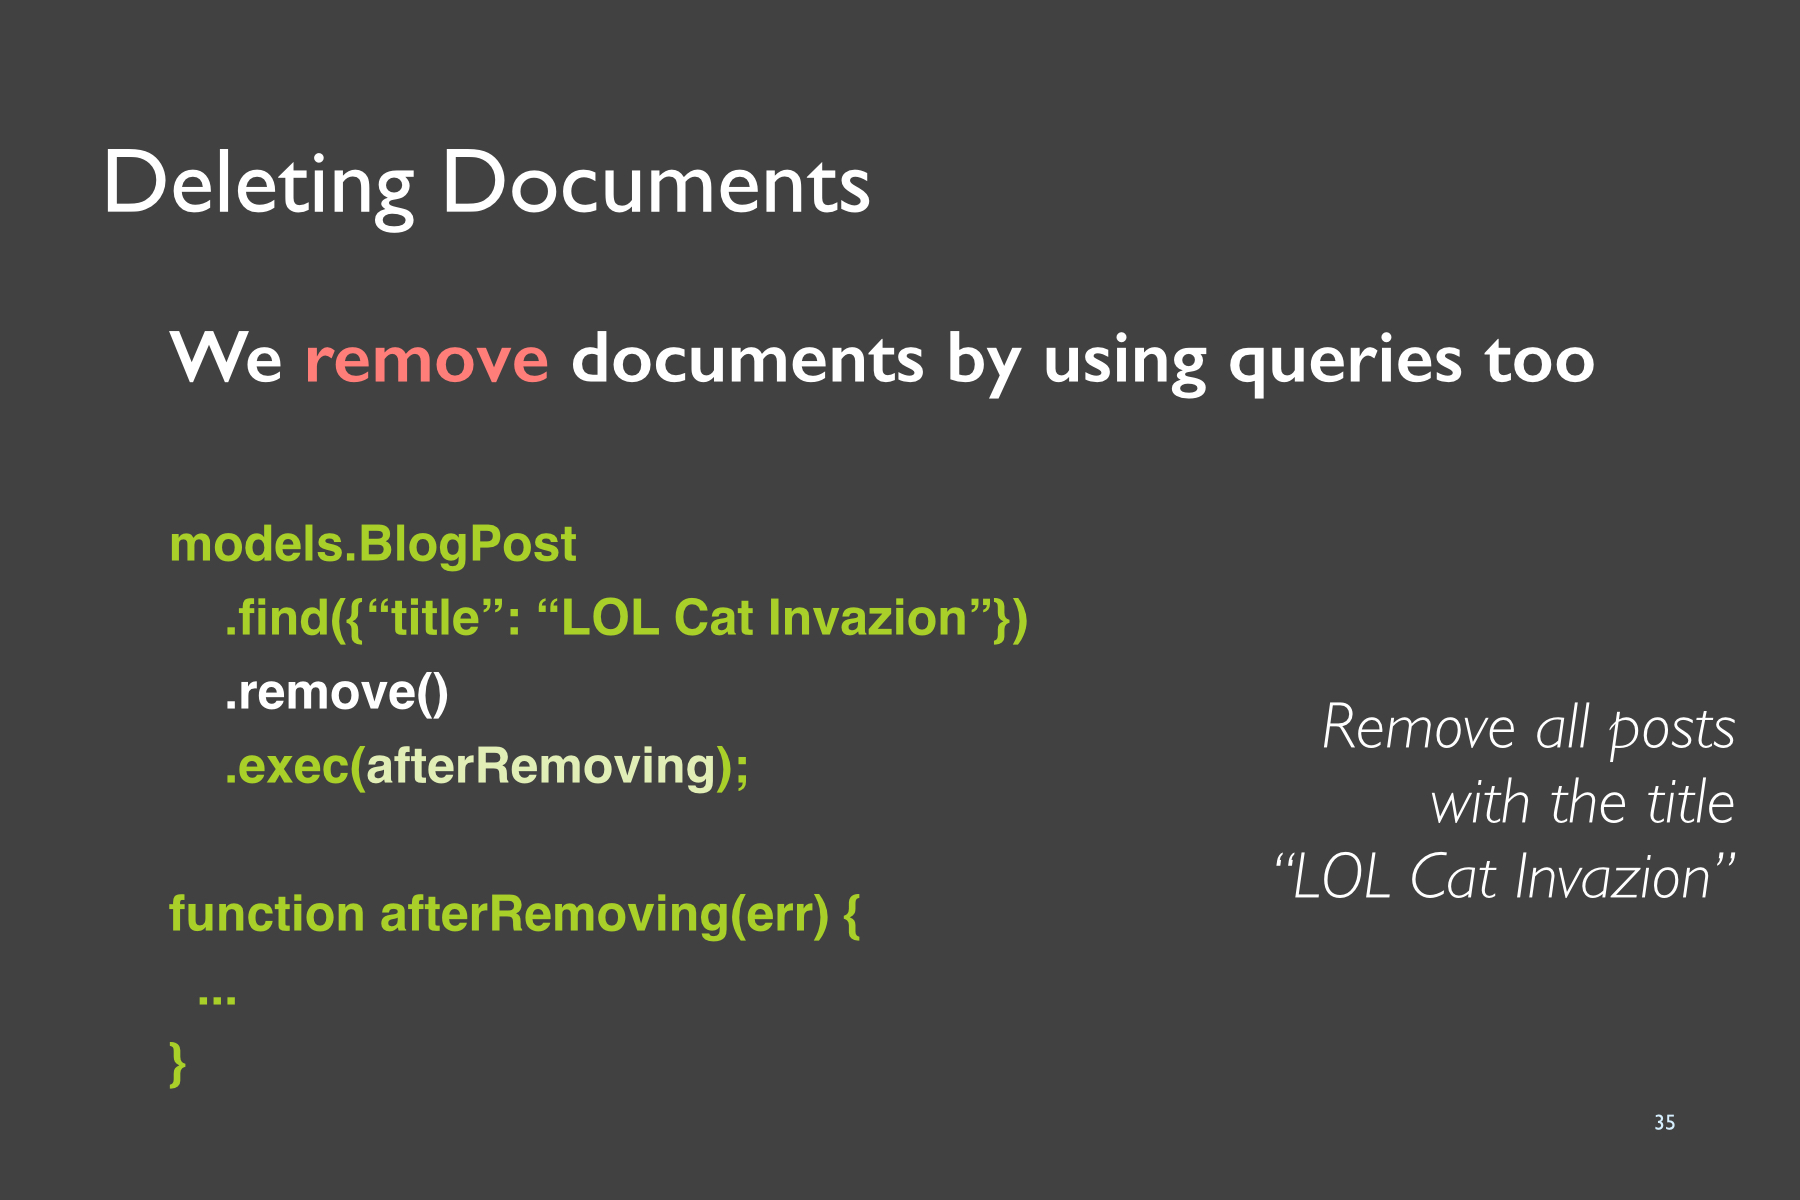 Deleting Documents
We remove documents by using queries too
models.BlogPost
.find({“title”: “LOL Cat Invazion”})
.remove()
.exec(afterRemoving);
function afterRemoving(err) {
...
}
Remove all posts
with the title
“LOL Cat Invazion”
35